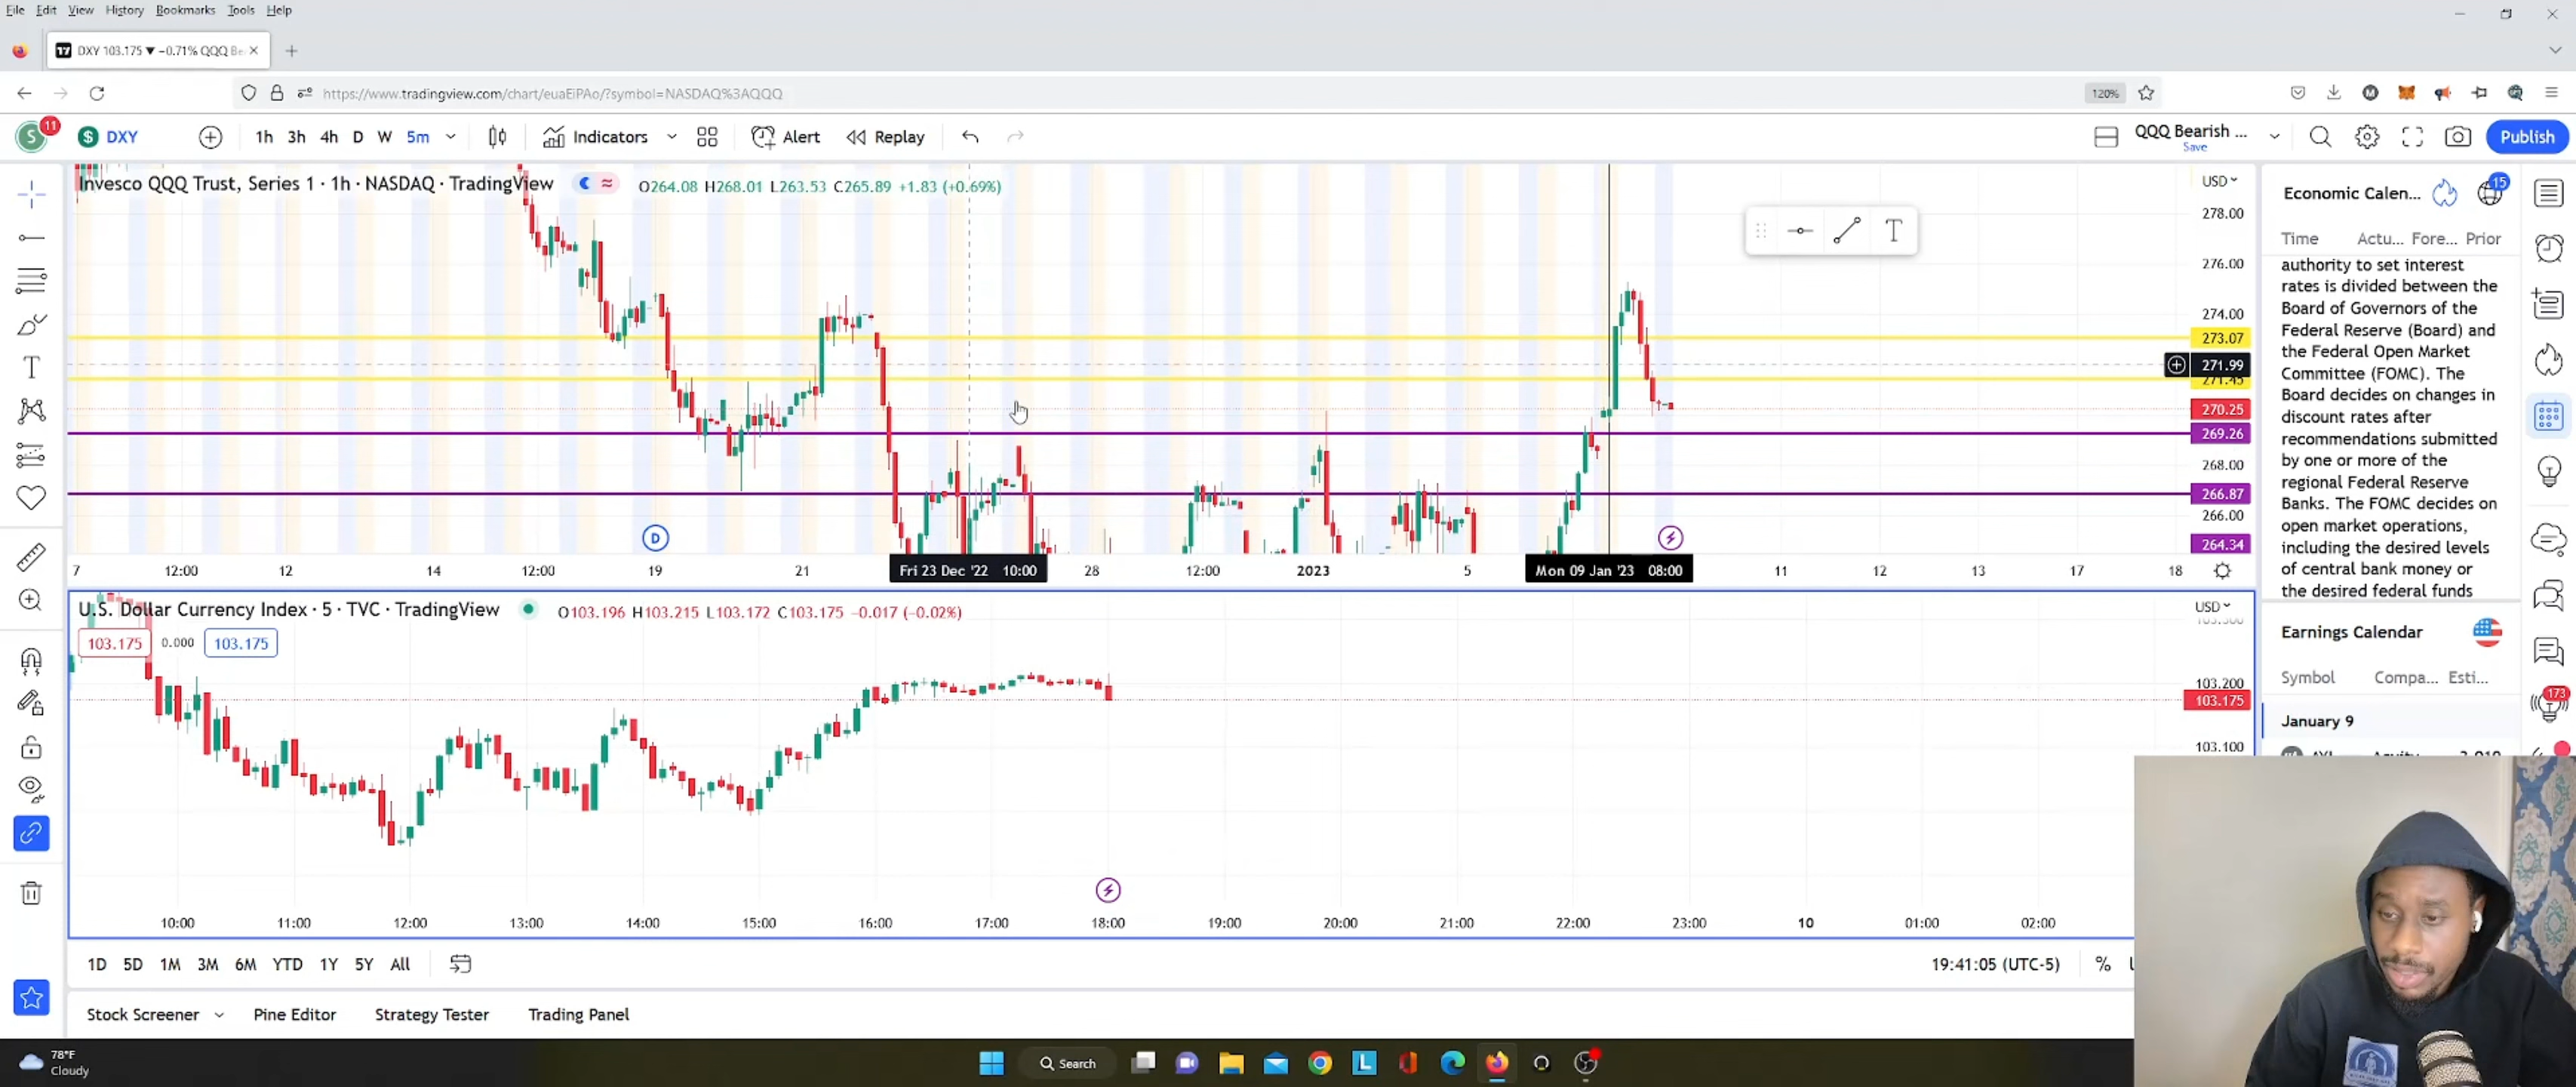 File Edit View History Bookmarks Tools Help
DXY 103.175 ▼ −0.71% QQQ Be
https://www.tradingview.com/chart/euaEiPAo/?symbol=NASDAQ%3AQQQ
120%
S 11 DXY 1h 3h 4h D W 5m Indicators Alert Replay QQQ Bearish ... Save Publish
Invesco QQQ Trust, Series 1 · 1h · NASDAQ · TradingView O264.08 H268.01 L263.53 C265.89 +1.83 (+0.69%)
USD
278.00
276.00
274.00
273.07
271.99
271.45
270.25
269.26
268.00
266.87
266.00
264.34
D
7 12:00 12 14 12:00 19 21 Fri 23 Dec '22 10:00 28 12:00 2023 5 Mon 09 Jan '23 08:00 11 12 13 17 18
U.S. Dollar Currency Index · 5 · TVC · TradingView O103.196 H103.215 L103.172 C103.175 −0.017 (−0.02%)
USD
103.175 0.000 103.175
103.200
103.175
103.100
10:00 11:00 12:00 13:00 14:00 15:00 16:00 17:00 18:00 19:00 20:00 21:00 22:00 23:00 10 01:00 02:00
1D 5D 1M 3M 6M YTD 1Y 5Y All 19:41:05 (UTC-5) %
Stock Screener Pine Editor Strategy Tester Trading Panel
Economic Calen... 15
Time Actu... Fore... Prior
authority to set interest
rates is divided between the
Board of Governors of the
Federal Reserve (Board) and
the Federal Open Market
Committee (FOMC). The
Board decides on changes in
discount rates after
recommendations submitted
by one or more of the
regional Federal Reserve
Banks. The FOMC decides on
open market operations,
including the desired levels
of central bank money or
the desired federal funds
Earnings Calendar
Symbol Compa... Esti...
January 9
173
78°F
Cloudy
Search